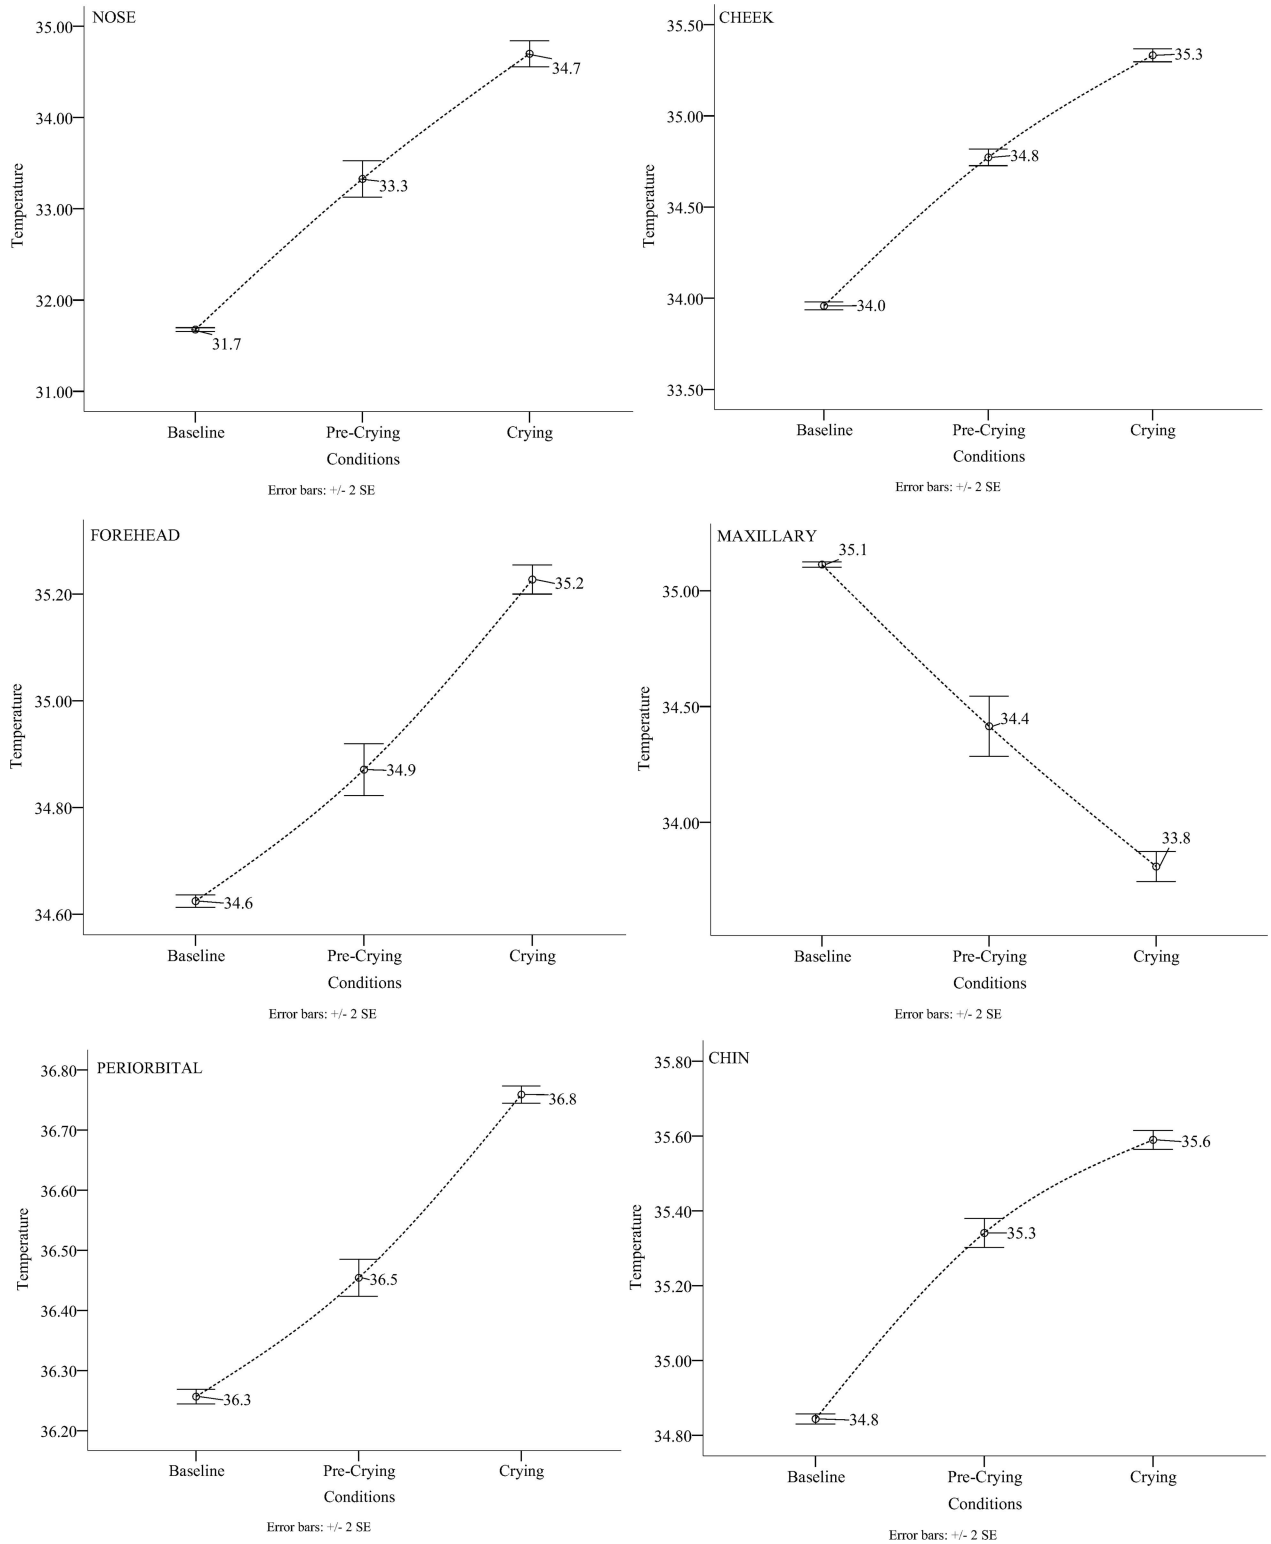 NOSE
35.00
34.00
33.00
32.00
31.00
Temperature
34.7
33.3
31.7
Baseline
Pre-Crying
Crying
Conditions
Error bars: +/- 2 SE
CHEEK
35.50
35.00
34.50
34.00
33.50
Temperature
35.3
34.8
34.0
Baseline
Pre-Crying
Crying
Conditions
Error bars: +/- 2 SE
FOREHEAD
35.20
35.00
34.80
34.60
Temperature
35.2
34.9
34.6
Baseline
Pre-Crying
Crying
Conditions
Error bars: +/- 2 SE
MAXILLARY
35.00
34.50
34.00
Temperature
35.1
34.4
33.8
Baseline
Pre-Crying
Crying
Conditions
Error bars: +/- 2 SE
PERIORBITAL
36.80
36.70
36.60
36.50
36.40
36.30
36.20
Temperature
36.8
36.5
36.3
Baseline
Pre-Crying
Crying
Conditions
Error bars: +/- 2 SE
CHIN
35.80
35.60
35.40
35.20
35.00
34.80
Temperature
35.6
35.3
34.8
Baseline
Pre-Crying
Crying
Conditions
Error bars: +/- 2 SE